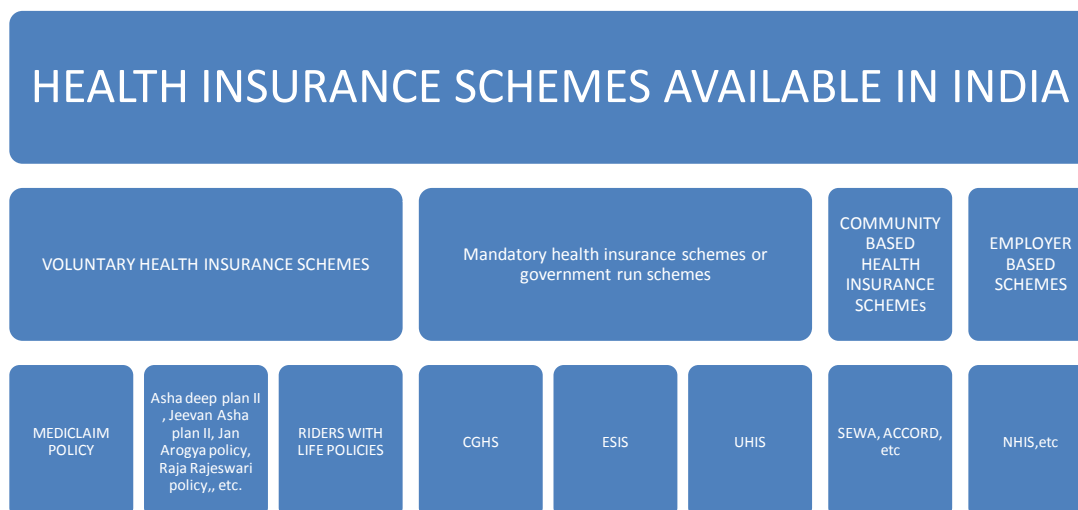 HEALTH INSURANCE SCHEMES AVAILABLE IN INDIA
VOLUNTARY HEALTH INSURANCE SCHEMES
Mandatory health insurance schemes or
government run schemes
COMMUNITY
BASED
HEALTH
INSURANCE
SCHEMEs
EMPLOYER
BASED
SCHEMES
MEDICLAIM
POLICY
Asha deep plan II
, Jeevan Asha
plan II, Jan
Arogya policy,
Raja Rajeswari
policy,, etc.
RIDERS WITH
LIFE POLICIES
CGHS
ESIS
UHIS
SEWA, ACCORD,
etc
NHIS,etc